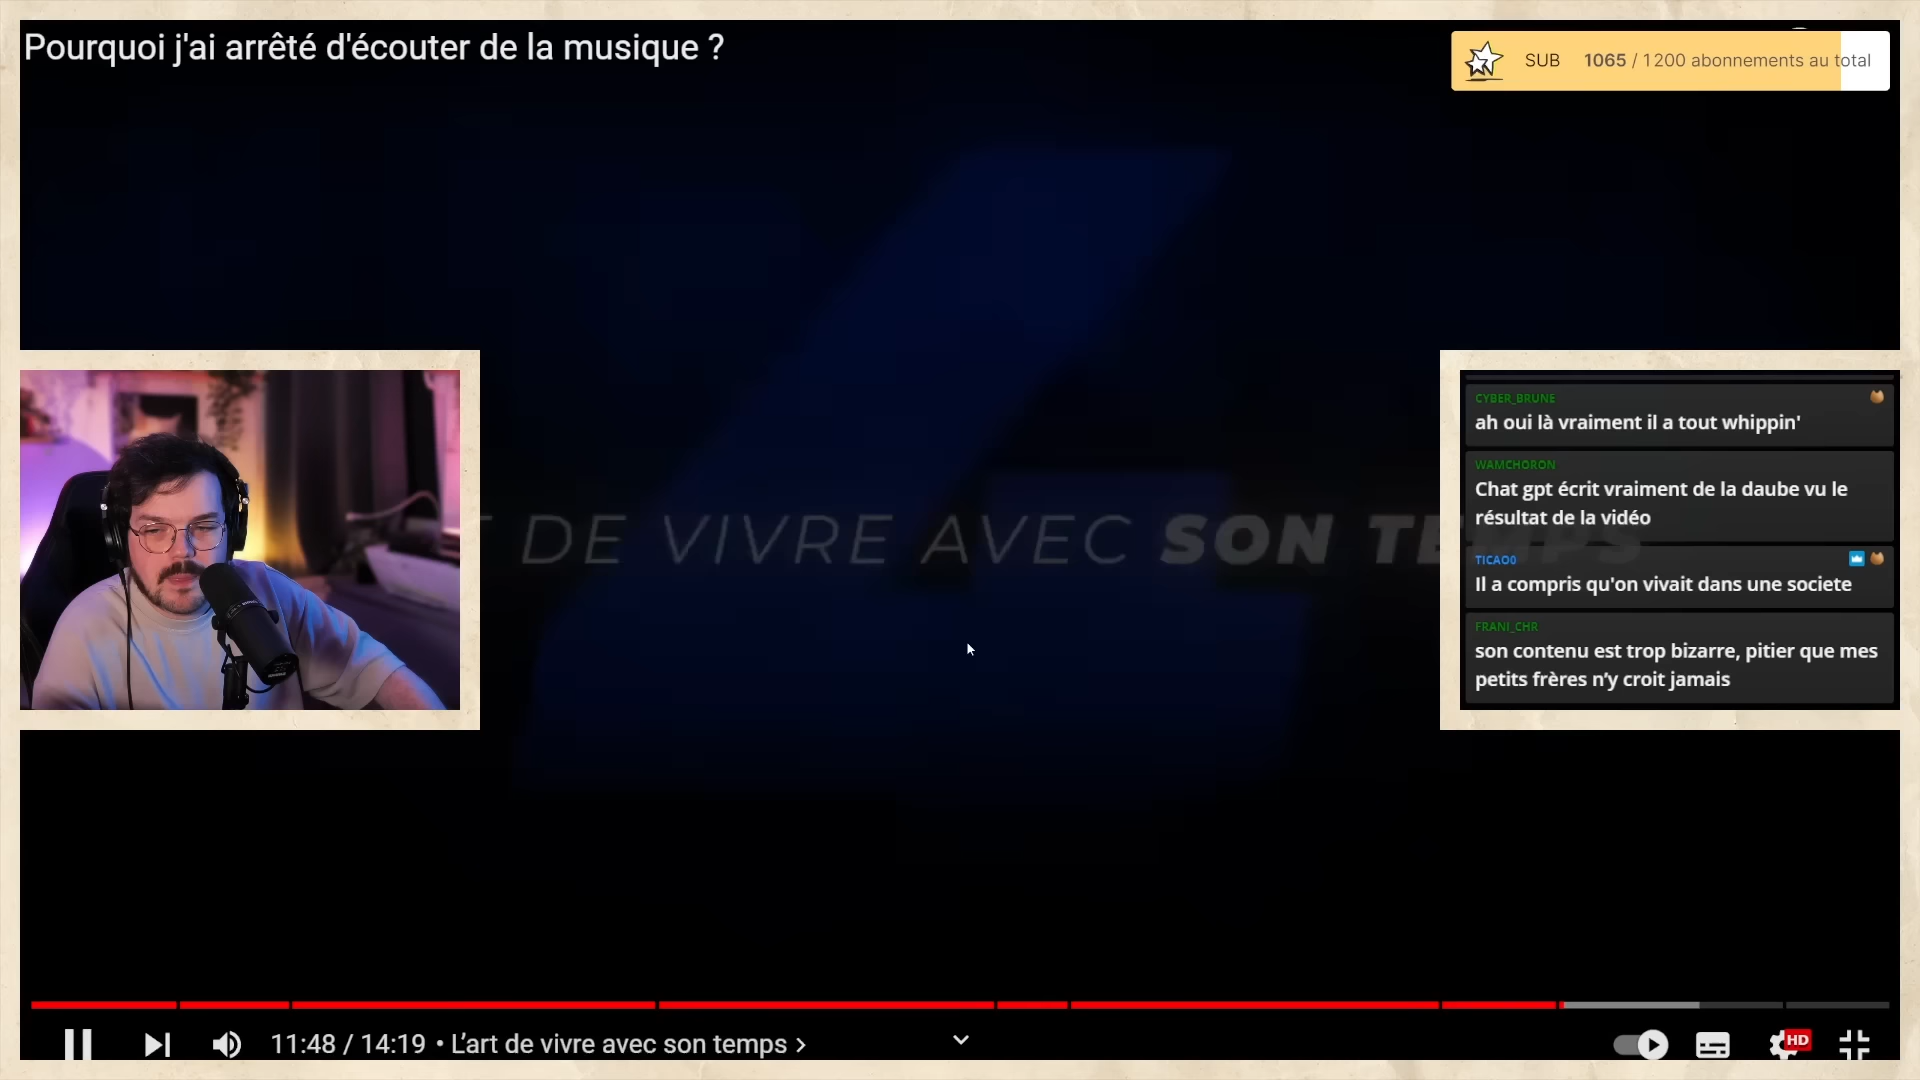 Pourquoi j'ai arrêté d'écouter de la musique ?
SUB 1065 / 1200 abonnements au total
CYBER_BRUNE
ah oui là vraiment il a tout whippin'
WAMCHORON
Chat gpt écrit vraiment de la daube vu le
résultat de la vidéo
TICAO0
Il a compris qu'on vivait dans une societe
FRANI_CHR
son contenu est trop bizarre, pitier que mes
petits frères n'y croit jamais
DE VIVRE AVEC SON TEMPS
11:48 / 14:19 • L'art de vivre avec son temps
HD